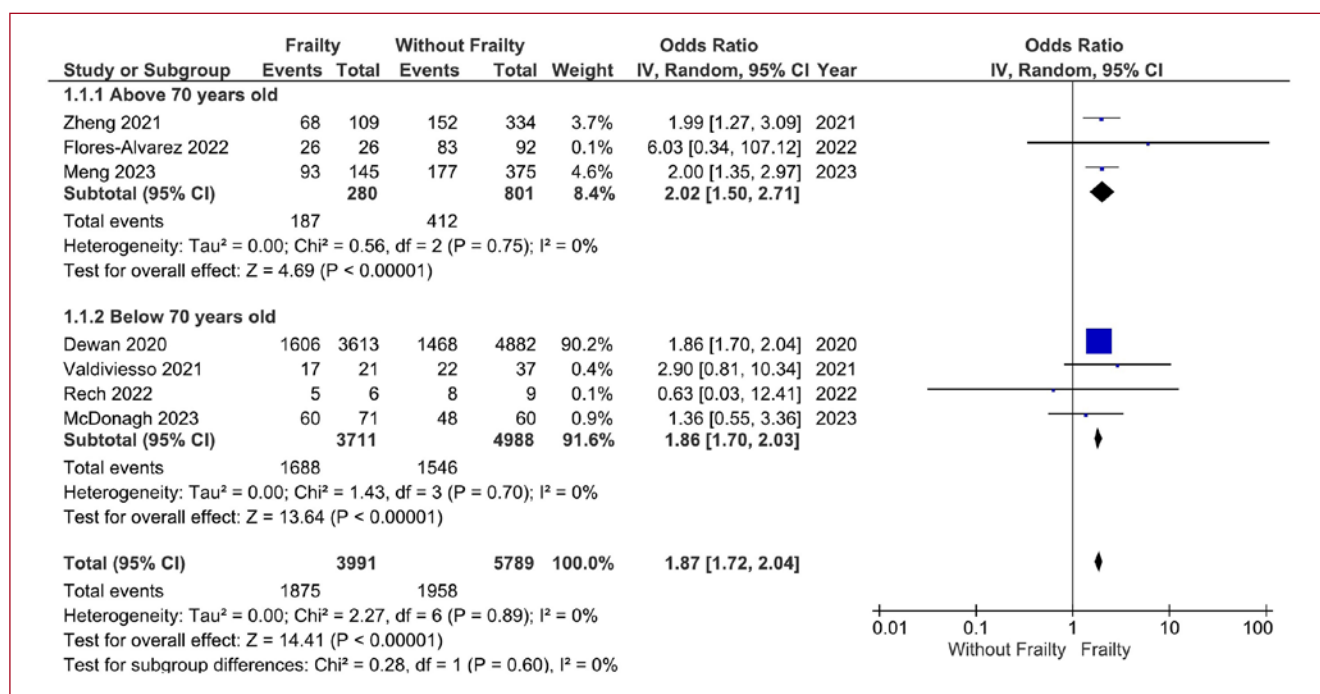 Frailty Without Frailty Odds Ratio Odds Ratio
Study or Subgroup Events Total Events Total Weight IV, Random, 95% CI Year IV, Random, 95% CI
1.1.1 Above 70 years old
Zheng 2021 68 109 152 334 3.7% 1.99 [1.27, 3.09] 2021
Flores-Alvarez 2022 26 26 83 92 0.1% 6.03 [0.34, 107.12] 2022
Meng 2023 93 145 177 375 4.6% 2.00 [1.35, 2.97] 2023
Subtotal (95% CI) 280 801 8.4% 2.02 [1.50, 2.71]
Total events 187 412
Heterogeneity: Tau² = 0.00; Chi² = 0.56, df = 2 (P = 0.75); I² = 0%
Test for overall effect: Z = 4.69 (P < 0.00001)
1.1.2 Below 70 years old
Dewan 2020 1606 3613 1468 4882 90.2% 1.86 [1.70, 2.04] 2020
Valdiviesso 2021 17 21 22 37 0.4% 2.90 [0.81, 10.34] 2021
Rech 2022 5 6 8 9 0.1% 0.63 [0.03, 12.41] 2022
McDonagh 2023 60 71 48 60 0.9% 1.36 [0.55, 3.36] 2023
Subtotal (95% CI) 3711 4988 91.6% 1.86 [1.70, 2.03]
Total events 1688 1546
Heterogeneity: Tau² = 0.00; Chi² = 1.43, df = 3 (P = 0.70); I² = 0%
Test for overall effect: Z = 13.64 (P < 0.00001)
Total (95% CI) 3991 5789 100.0% 1.87 [1.72, 2.04]
Total events 1875 1958
Heterogeneity: Tau² = 0.00; Chi² = 2.27, df = 6 (P = 0.89); I² = 0%
Test for overall effect: Z = 14.41 (P < 0.00001)
Test for subgroup differences: Chi² = 0.28, df = 1 (P = 0.60), I² = 0%
0.01 0.1 1 10 100
Without Frailty Frailty